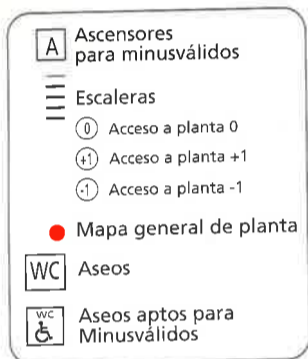 A Ascensores
para minusválidos
Escaleras
0 Acceso a planta 0
+1 Acceso a planta +1
-1 Acceso a planta -1
Mapa general de planta
WC Aseos
WC Aseos aptos para
Minusválidos